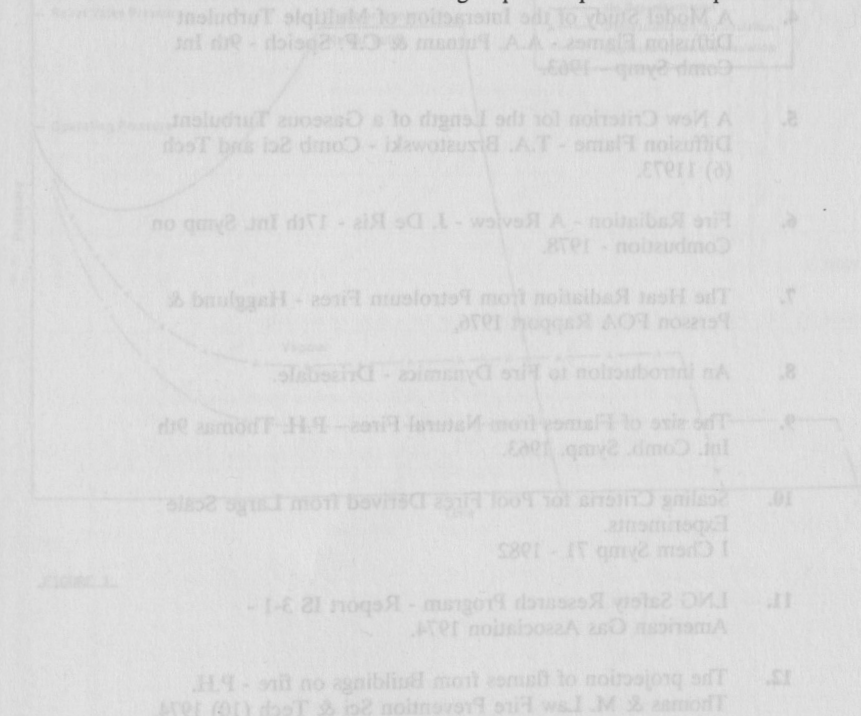 4. A Model Study of the Interaction of Multiple Turbulent
Diffusion Flames - A.A. Putnam & C.P. Speich - 9th Int
Comb Symp - 1963.
5. A New Criterion for the Length of a Gaseous Turbulent
Diffusion Flame - T.A. Brzustowski - Comb Sci and Tech
(6) 11973.
6. Fire Radiation - A Review - J. De Ris - 17th Int. Symp on
Combustion - 1978.
7. The Heat Radiation from Petroleum Fires - Hagglund &
Persson FOA Rapport 1976.
8. An introduction to Fire Dynamics - Drisedale.
9. The size of Flames from Natural Fires - P.H. Thomas 9th
Int. Comb. Symp. 1963.
10. Scaling Criteria for Pool Fires Derived from Large Scale
Experiments.
I Chem Symp 71 - 1982
11. LNG Safety Research Program - Report IS 3-1 -
American Gas Association 1974.
12. The projection of flames from Buildings on fire - P.H.
Thomas & M. Law Fire Prevention Sci & Tech (10) 1974